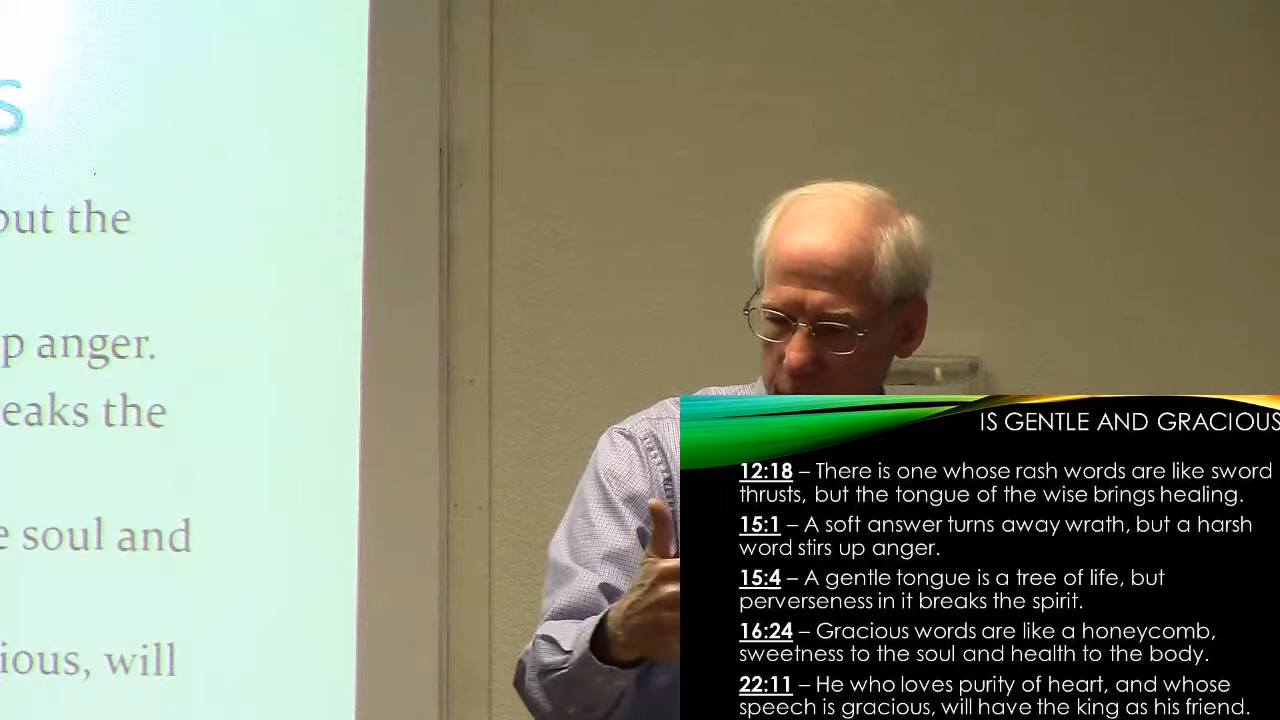 s
out the
p anger.
eaks the
e soul and
ious, will
IS GENTLE AND GRACIOUS
12:18 – There is one whose rash words are like sword
thrusts, but the tongue of the wise brings healing.
15:1 – A soft answer turns away wrath, but a harsh
word stirs up anger.
15:4 – A gentle tongue is a tree of life, but
perverseness in it breaks the spirit.
16:24 – Gracious words are like a honeycomb,
sweetness to the soul and health to the body.
22:11 – He who loves purity of heart, and whose
speech is gracious, will have the king as his friend.